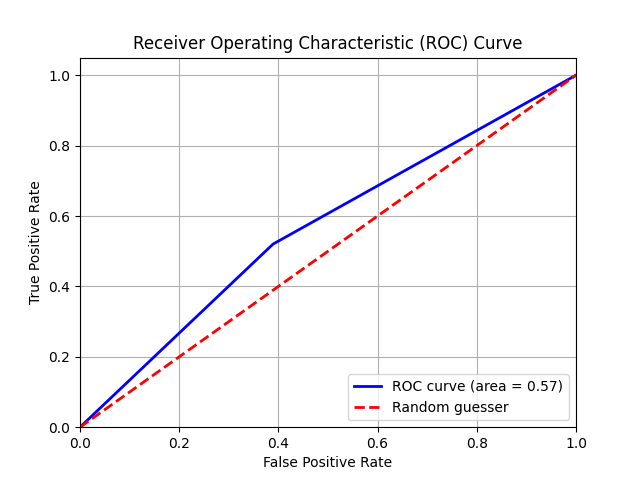 Receiver Operating Characteristic (ROC) Curve
True Positive Rate
1.0
0.8
0.6
0.4
0.2
0.0
0.0 0.2 0.4 0.6 0.8 1.0
False Positive Rate
ROC curve (area = 0.57)
Random guesser